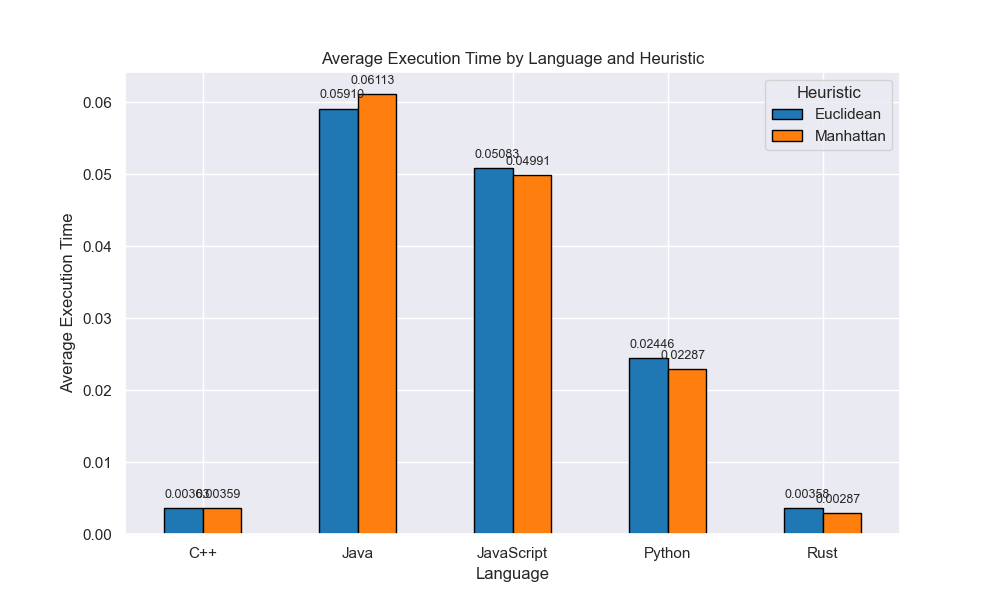 Average Execution Time by Language and Heuristic
Heuristic
Euclidean
Manhattan
Average Execution Time
0.06
0.05
0.04
0.03
0.02
0.01
0.00
0.00363
0.00359
0.05910
0.06113
0.05083
0.04991
0.02446
0.02287
0.00358
0.00287
C++ Java JavaScript Python Rust
Language